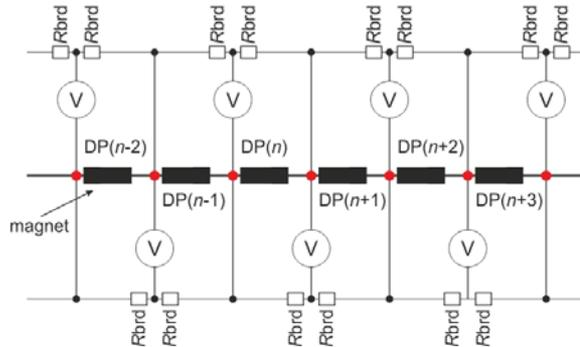 Rbrd Rbrd Rbrd Rbrd Rbrd Rbrd Rbrd Rbrd
V V V V
DP(n-2) DP(n) DP(n+2)
DP(n-1) DP(n+1) DP(n+3)
magnet
V V V
Rbrd Rbrd Rbrd Rbrd Rbrd Rbrd